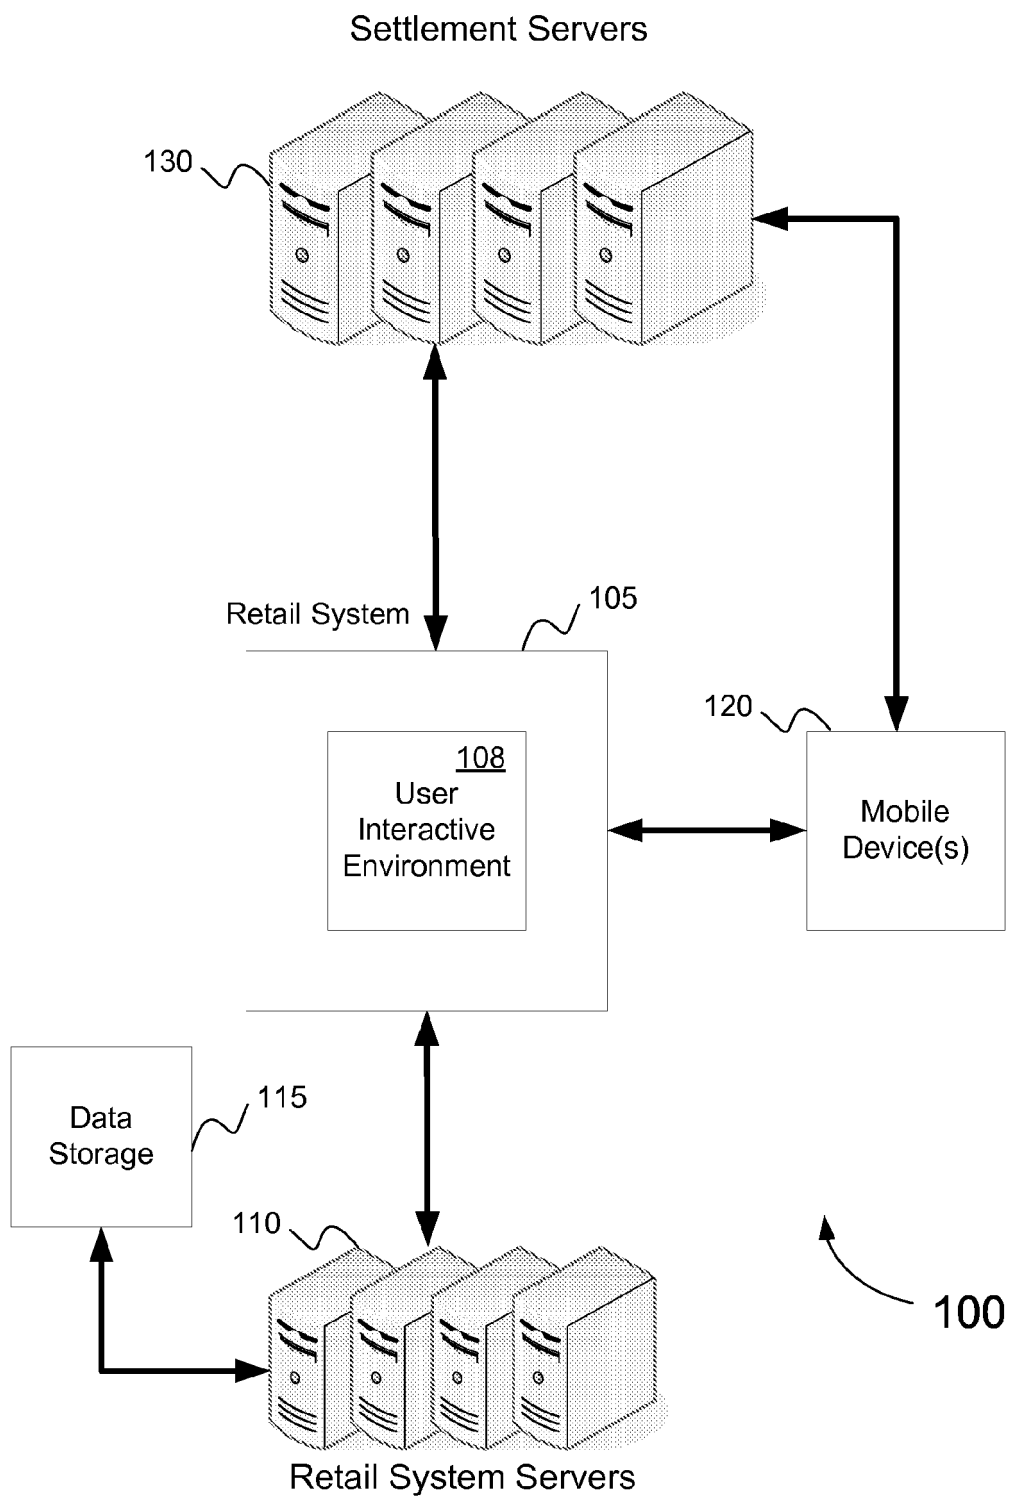 Settlement Servers
130
Retail System
105
120
108
User
Interactive
Environment
Mobile
Device(s)
Data
Storage
115
110
100
Retail System Servers